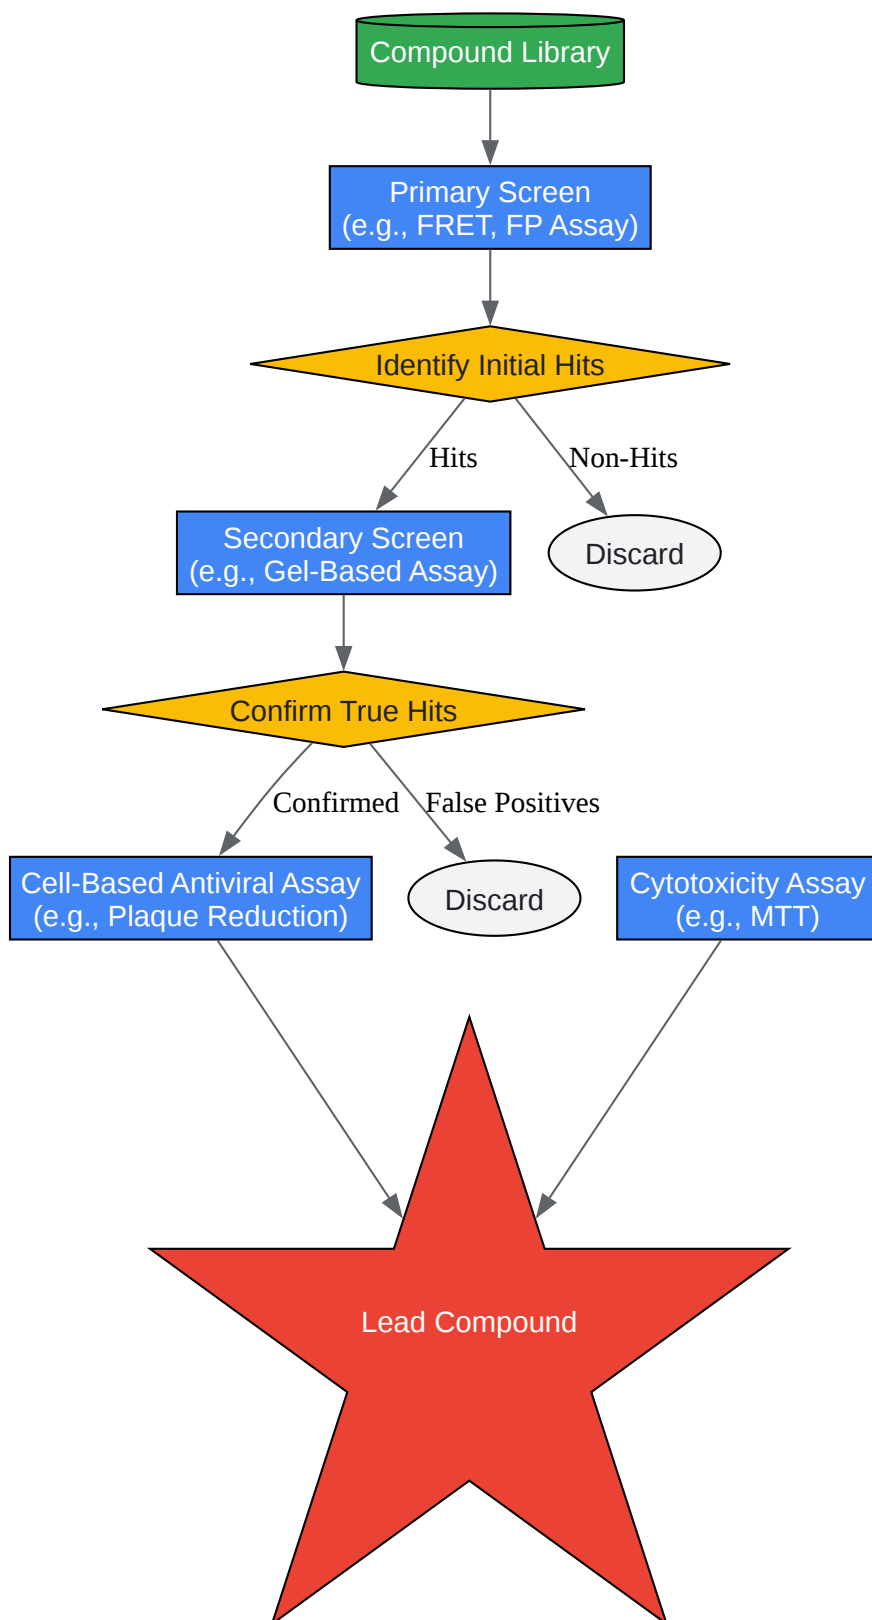 Compound Library
Primary Screen
(e.g., FRET, FP Assay)
Identify Initial Hits
Hits
Non-Hits
Secondary Screen
(e.g., Gel-Based Assay)
Discard
Confirm True Hits
Confirmed
False Positives
Cell-Based Antiviral Assay
(e.g., Plaque Reduction)
Discard
Cytotoxicity Assay
(e.g., MTT)
Lead Compound